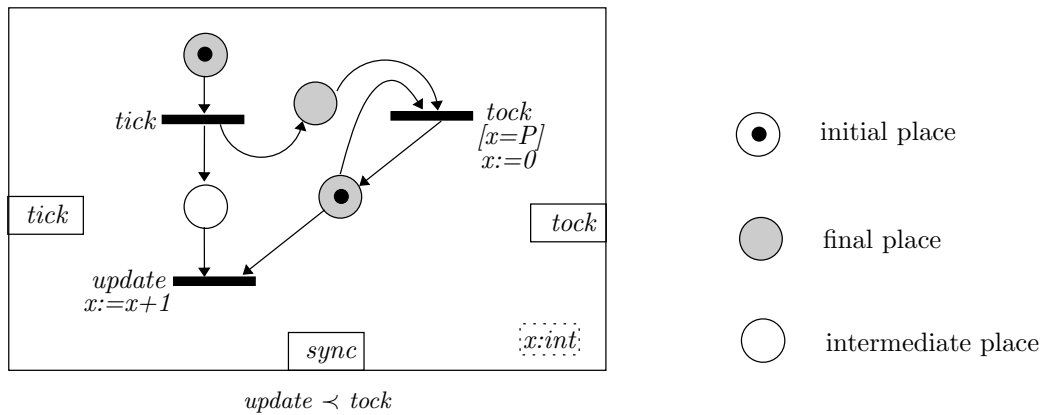 tick
tock
[x=P]
x:=0
initial place
tick
tock
final place
update
x:=x+1
sync
x:int
intermediate place
update ≺ tock